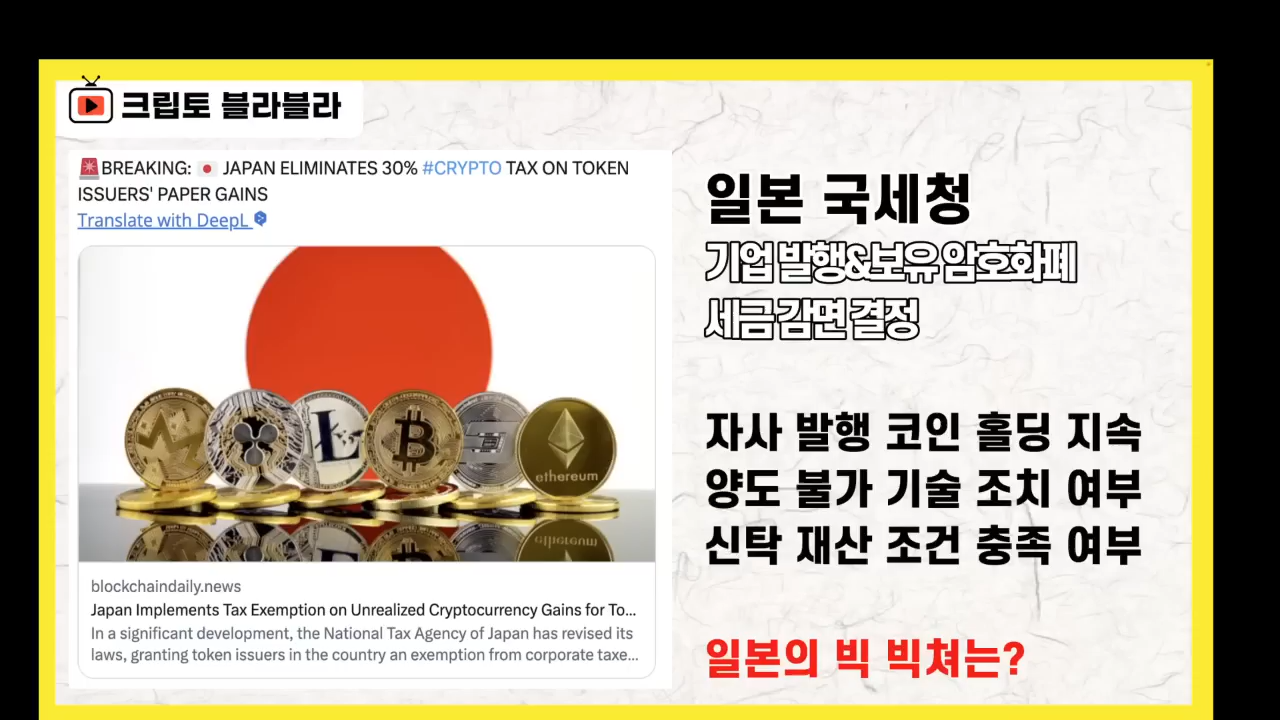 크립토 블라블라
🚨BREAKING: 🇯🇵 JAPAN ELIMINATES 30% #CRYPTO TAX ON TOKEN
ISSUERS' PAPER GAINS
Translate with DeepL
ethereum
blockchaindaily.news
Japan Implements Tax Exemption on Unrealized Cryptocurrency Gains for To...
In a significant development, the National Tax Agency of Japan has revised its
laws, granting token issuers in the country an exemption from corporate taxe...
일본 국세청
기업 발행&보유 암호화폐
세금 감면 결정
자사 발행 코인 홀딩 지속
양도 불가 기술 조치 여부
신탁 재산 조건 충족 여부
일본의 빅 빅쳐는?